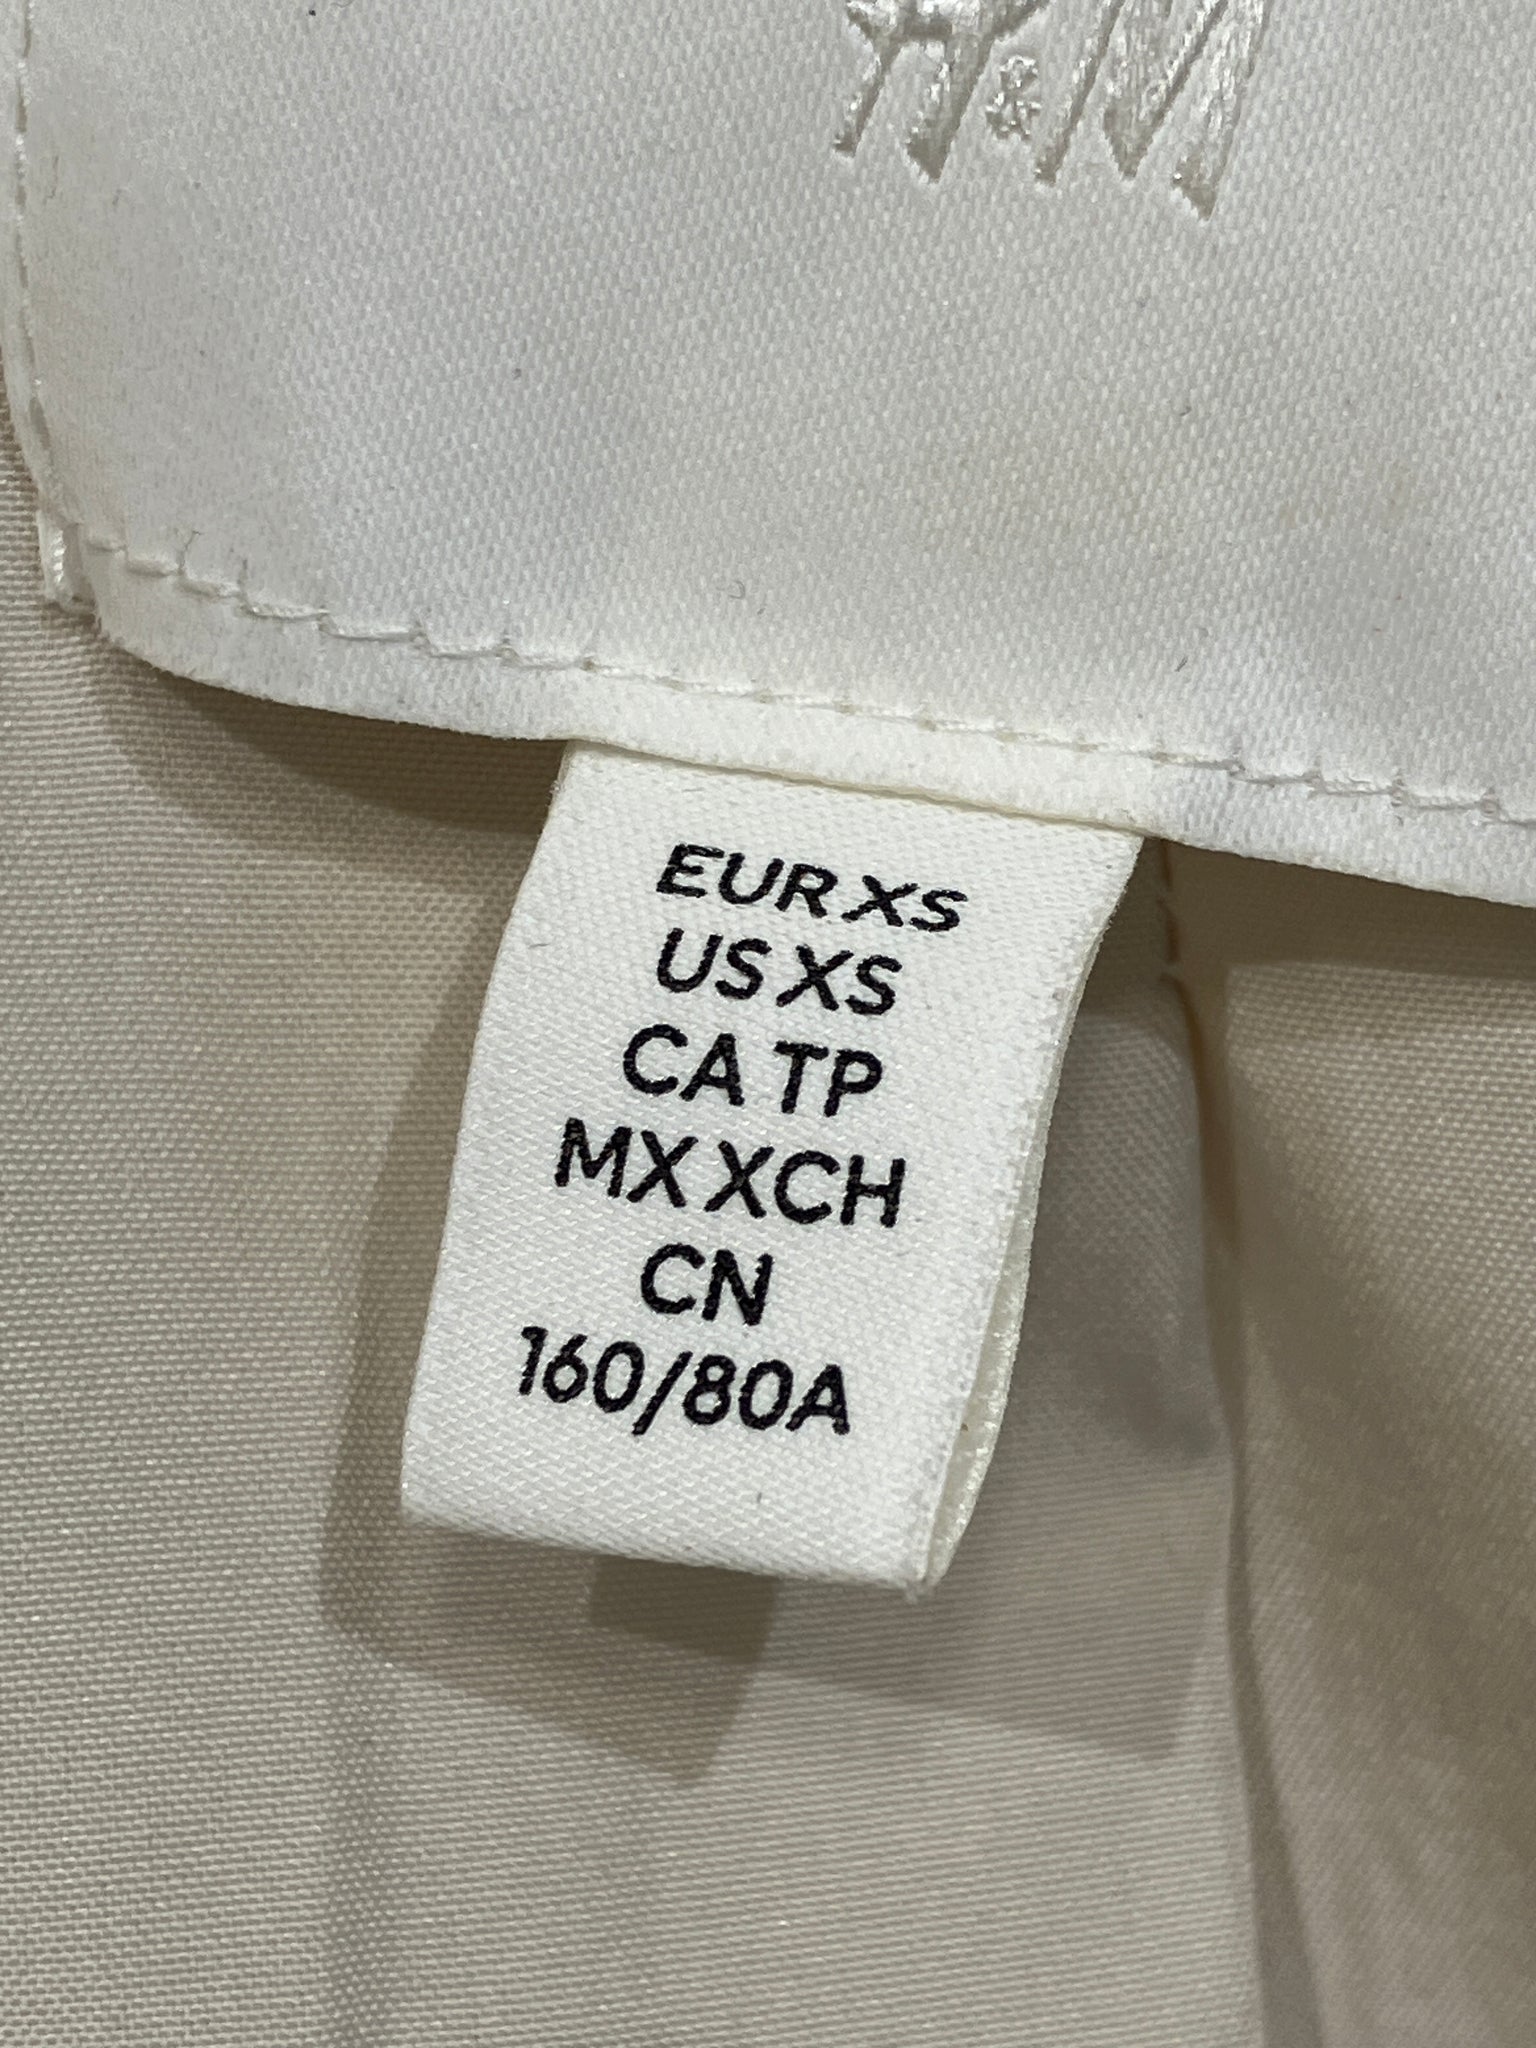 H&M
EUR XS
US XS
CA TP
MX XCH
CN
160/80A